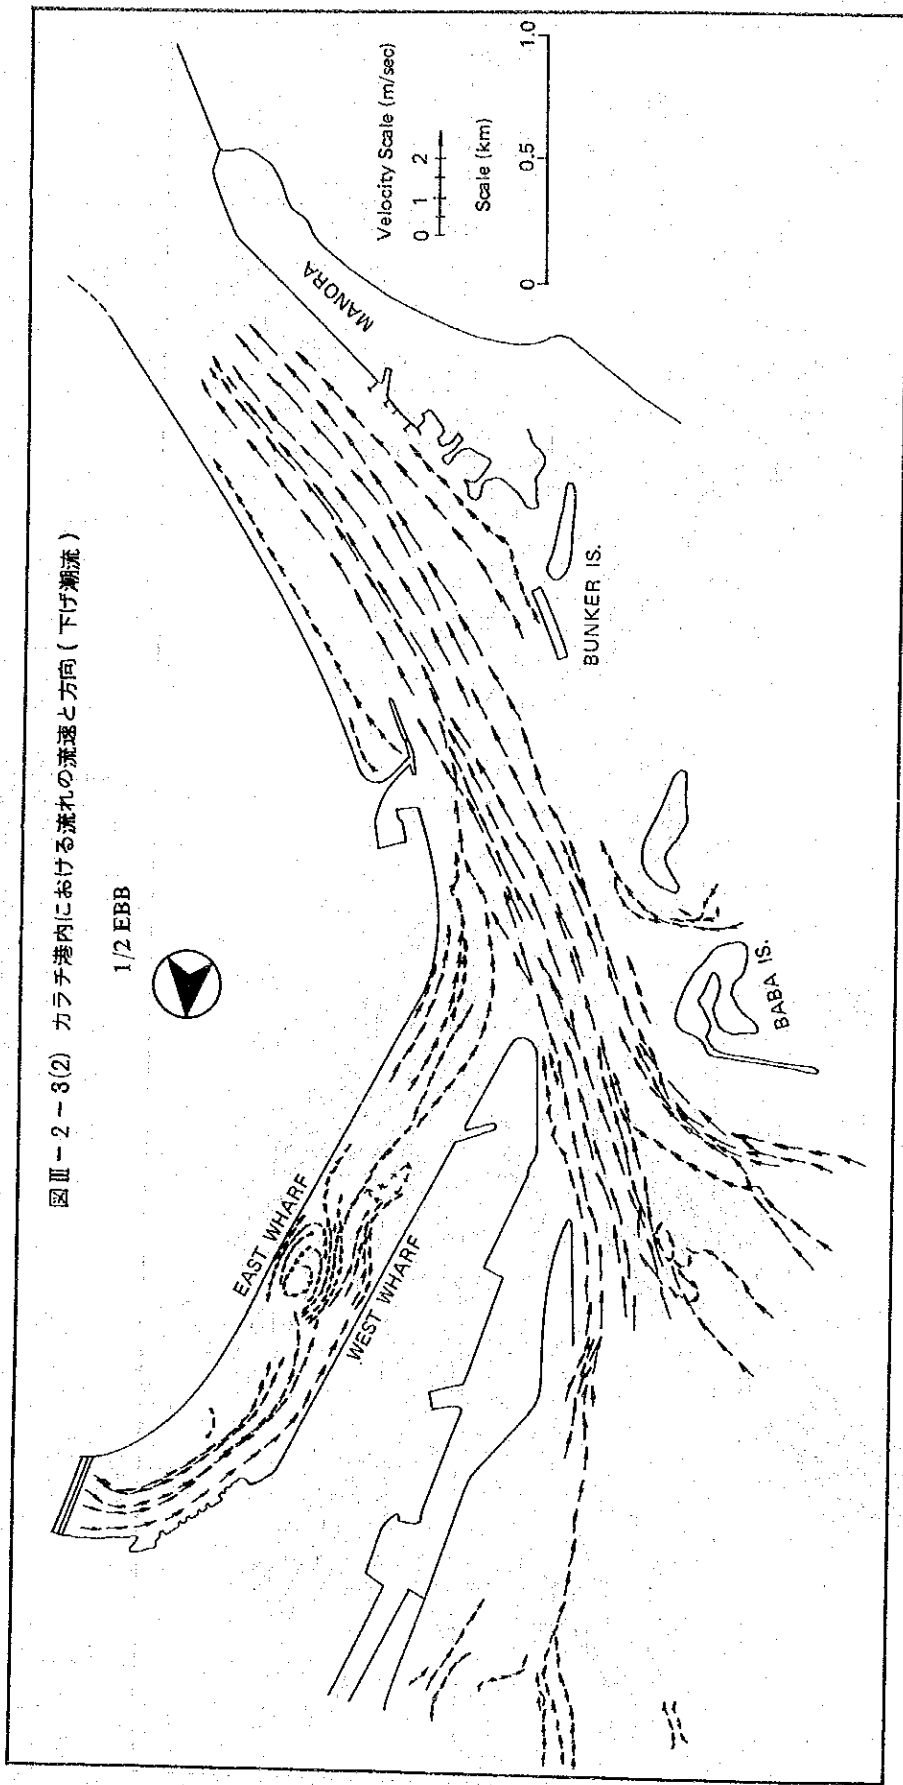 図Ⅲ-2-3(2) カラチ港内における流れの流速と方向(下げ潮流)
1/2 EBB
EAST WHARF
WEST WHARF
MANORA
BUNKER IS.
BABA IS.
Velocity Scale (m/sec)
0 1 2
Scale (km)
0 0.5 1.0